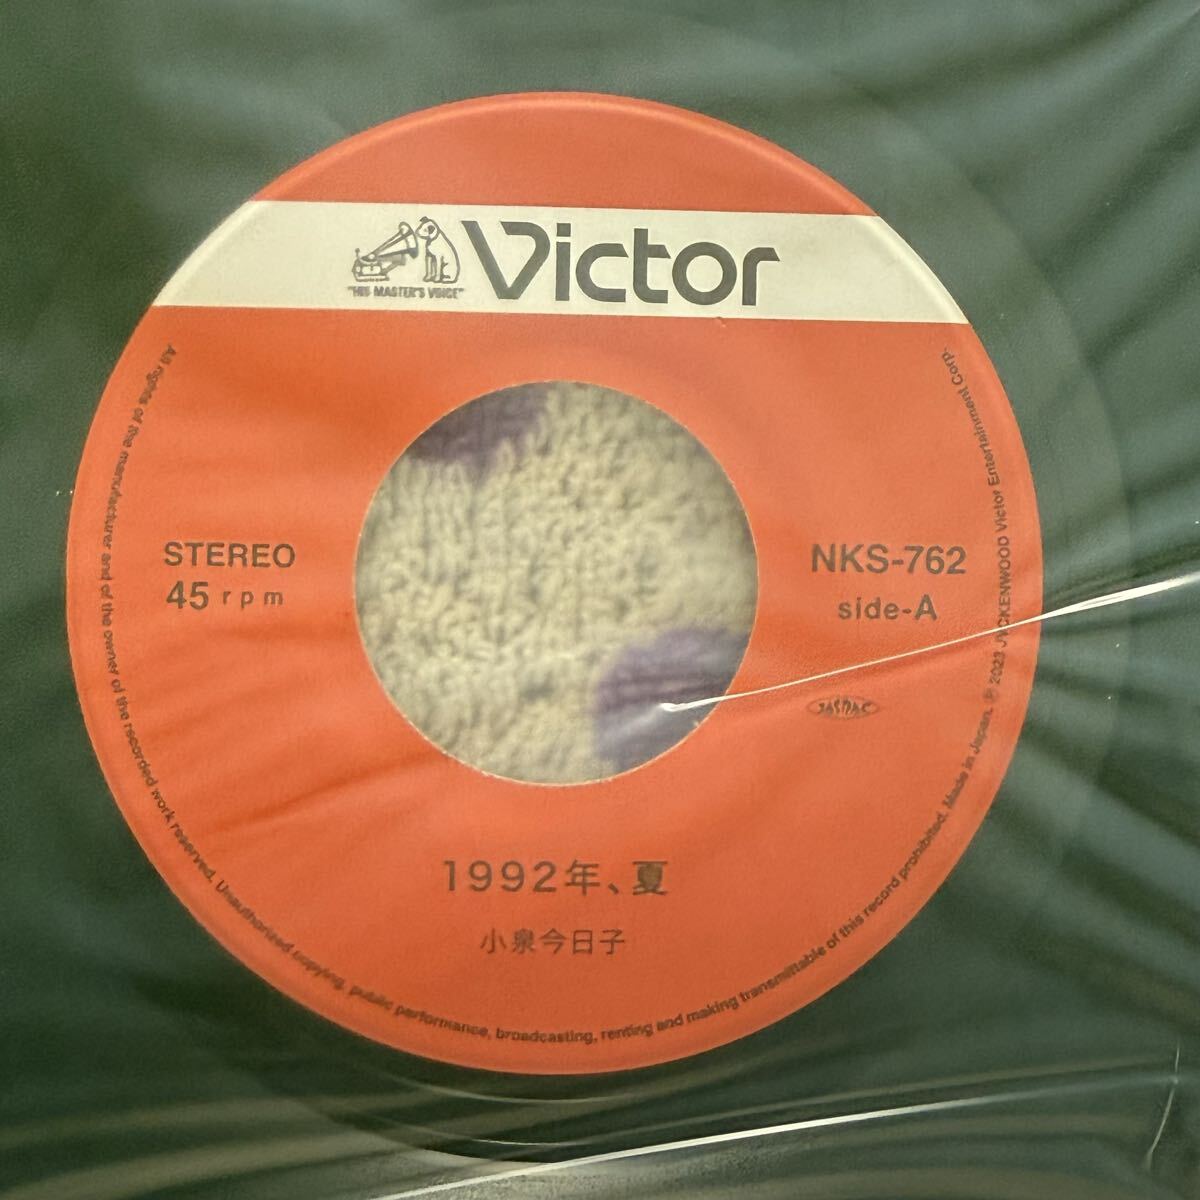 Victor
"HIS MASTER'S VOICE"
STEREO
45 rpm
NKS-762
side-A
JASRAC
1992年、夏
小泉今日子
All rights of the manufacturer and of the owner of the recorded work reserved. Unauthorized copying, public performance, broadcasting, renting and making transmittable of this record prohibited. Made in Japan. Ⓟ 2023 JVCKENWOOD Victor Entertainment Corp.